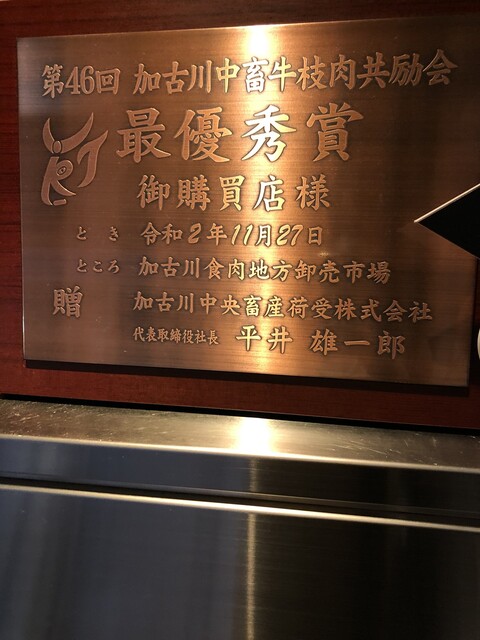 第46回 加古川中畜牛枝肉共励会
最優秀賞
御購買店様
とき 令和2年11月27日
ところ 加古川食肉地方卸売市場
贈 加古川中央畜産荷受株式会社
代表取締役社長 平井 雄一郎